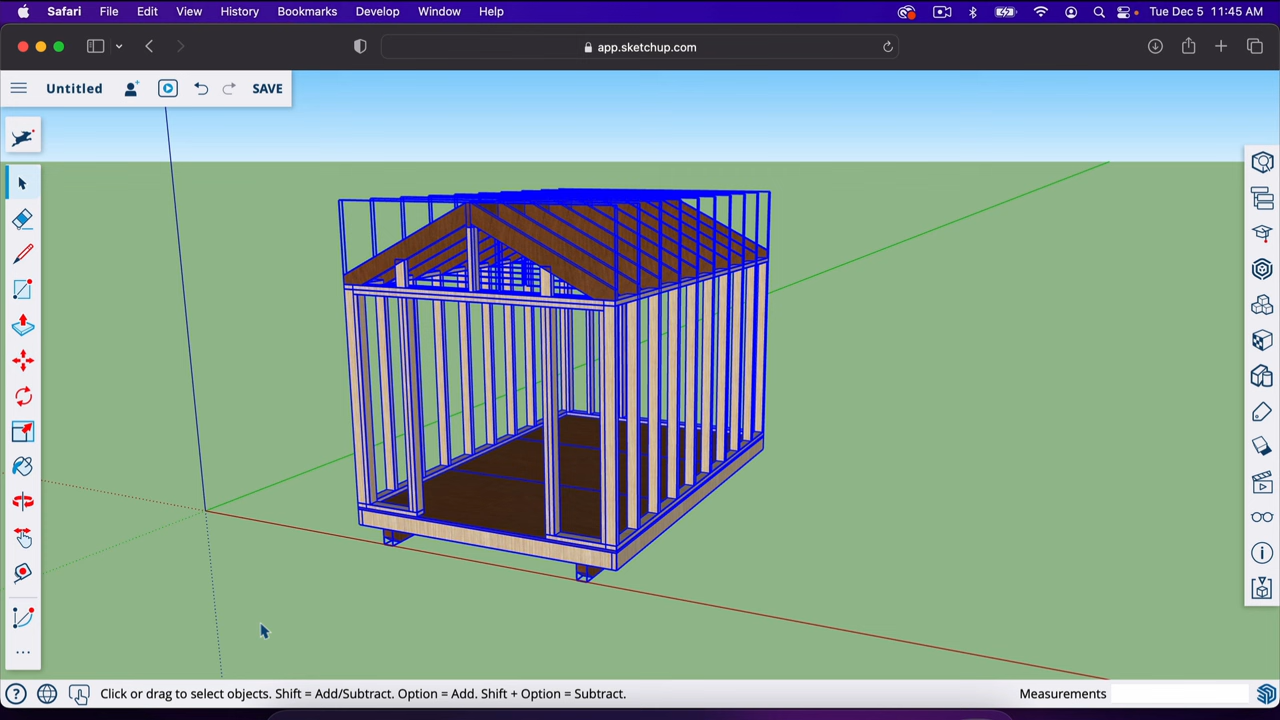 Safari File Edit View History Bookmarks Develop Window Help Tue Dec 5 11:45 AM
app.sketchup.com
Untitled SAVE
Click or drag to select objects. Shift = Add/Subtract. Option = Add. Shift + Option = Subtract. Measurements